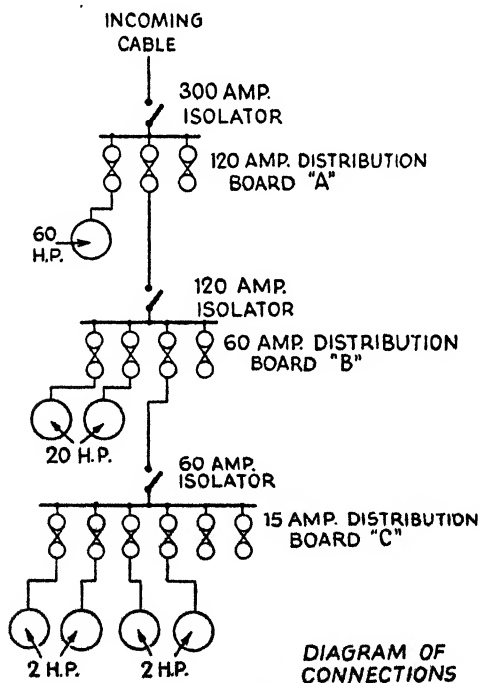 INCOMING
CABLE
300 AMP.
ISOLATOR
120 AMP. DISTRIBUTION
BOARD "A"
60
H.P.
120 AMP.
ISOLATOR
60 AMP. DISTRIBUTION
BOARD "B"
20 H.P.
60 AMP.
ISOLATOR
15 AMP. DISTRIBUTION
BOARD "C"
2 H.P.
2 H.P.
DIAGRAM OF
CONNECTIONS